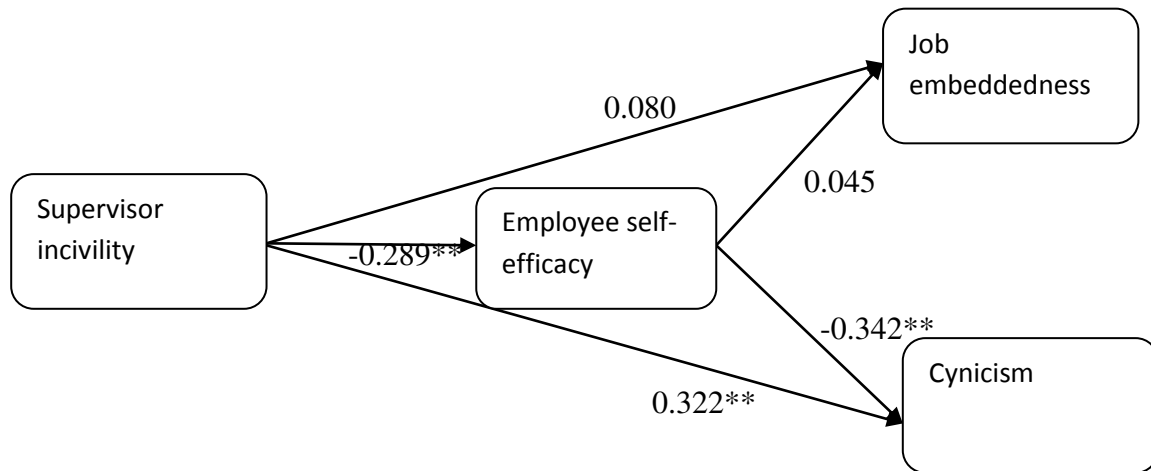 Job
embeddedness
0.080
0.045
Supervisor
incivility
Employee self-
efficacy
-0.289**
-0.342**
Cynicism
0.322**